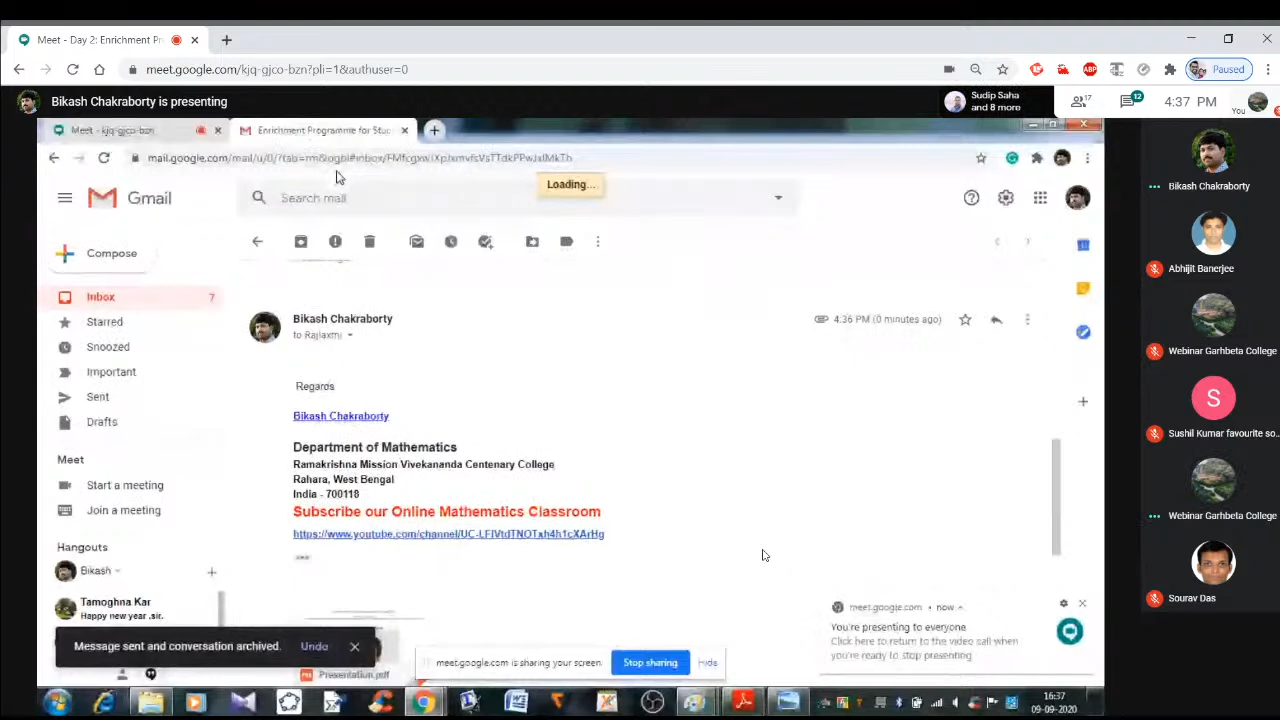 Meet - Day 2: Enrichment Pr
meet.google.com/kjq-gjco-bzn?pli=1&authuser=0
ABP
Paused
Bikash Chakraborty is presenting
Sudip Saha
and 8 more
17
12
4:37 PM
You
Meet - kjq-gjco-bzn
Enrichment Programme for Stud
Gmail
Search mail
Loading...
Compose
Inbox 7
Starred
Snoozed
Important
Sent
Drafts
Meet
Start a meeting
Join a meeting
Hangouts
Bikash
Tamoghna Kar
Happy new year ,sir.
Bikash Chakraborty
to Rajlaxmi
4:36 PM (0 minutes ago)
Regards
Bikash Chakraborty
Department of Mathematics
Ramakrishna Mission Vivekananda Centenary College
Rahara, West Bengal
India - 700118
Subscribe our Online Mathematics Classroom
Message sent and conversation archived. Undo
Presentation.pdf
meet.google.com is sharing your screen
Stop sharing
Hide
meet.google.com • now
You're presenting to everyone
Click here to return to the video call when
you're ready to stop presenting.
16:37
09-09-2020
Bikash Chakraborty
Abhijit Banerjee
Webinar Garhbeta College
S
Sushil Kumar favourite so...
Webinar Garhbeta College
Sourav Das